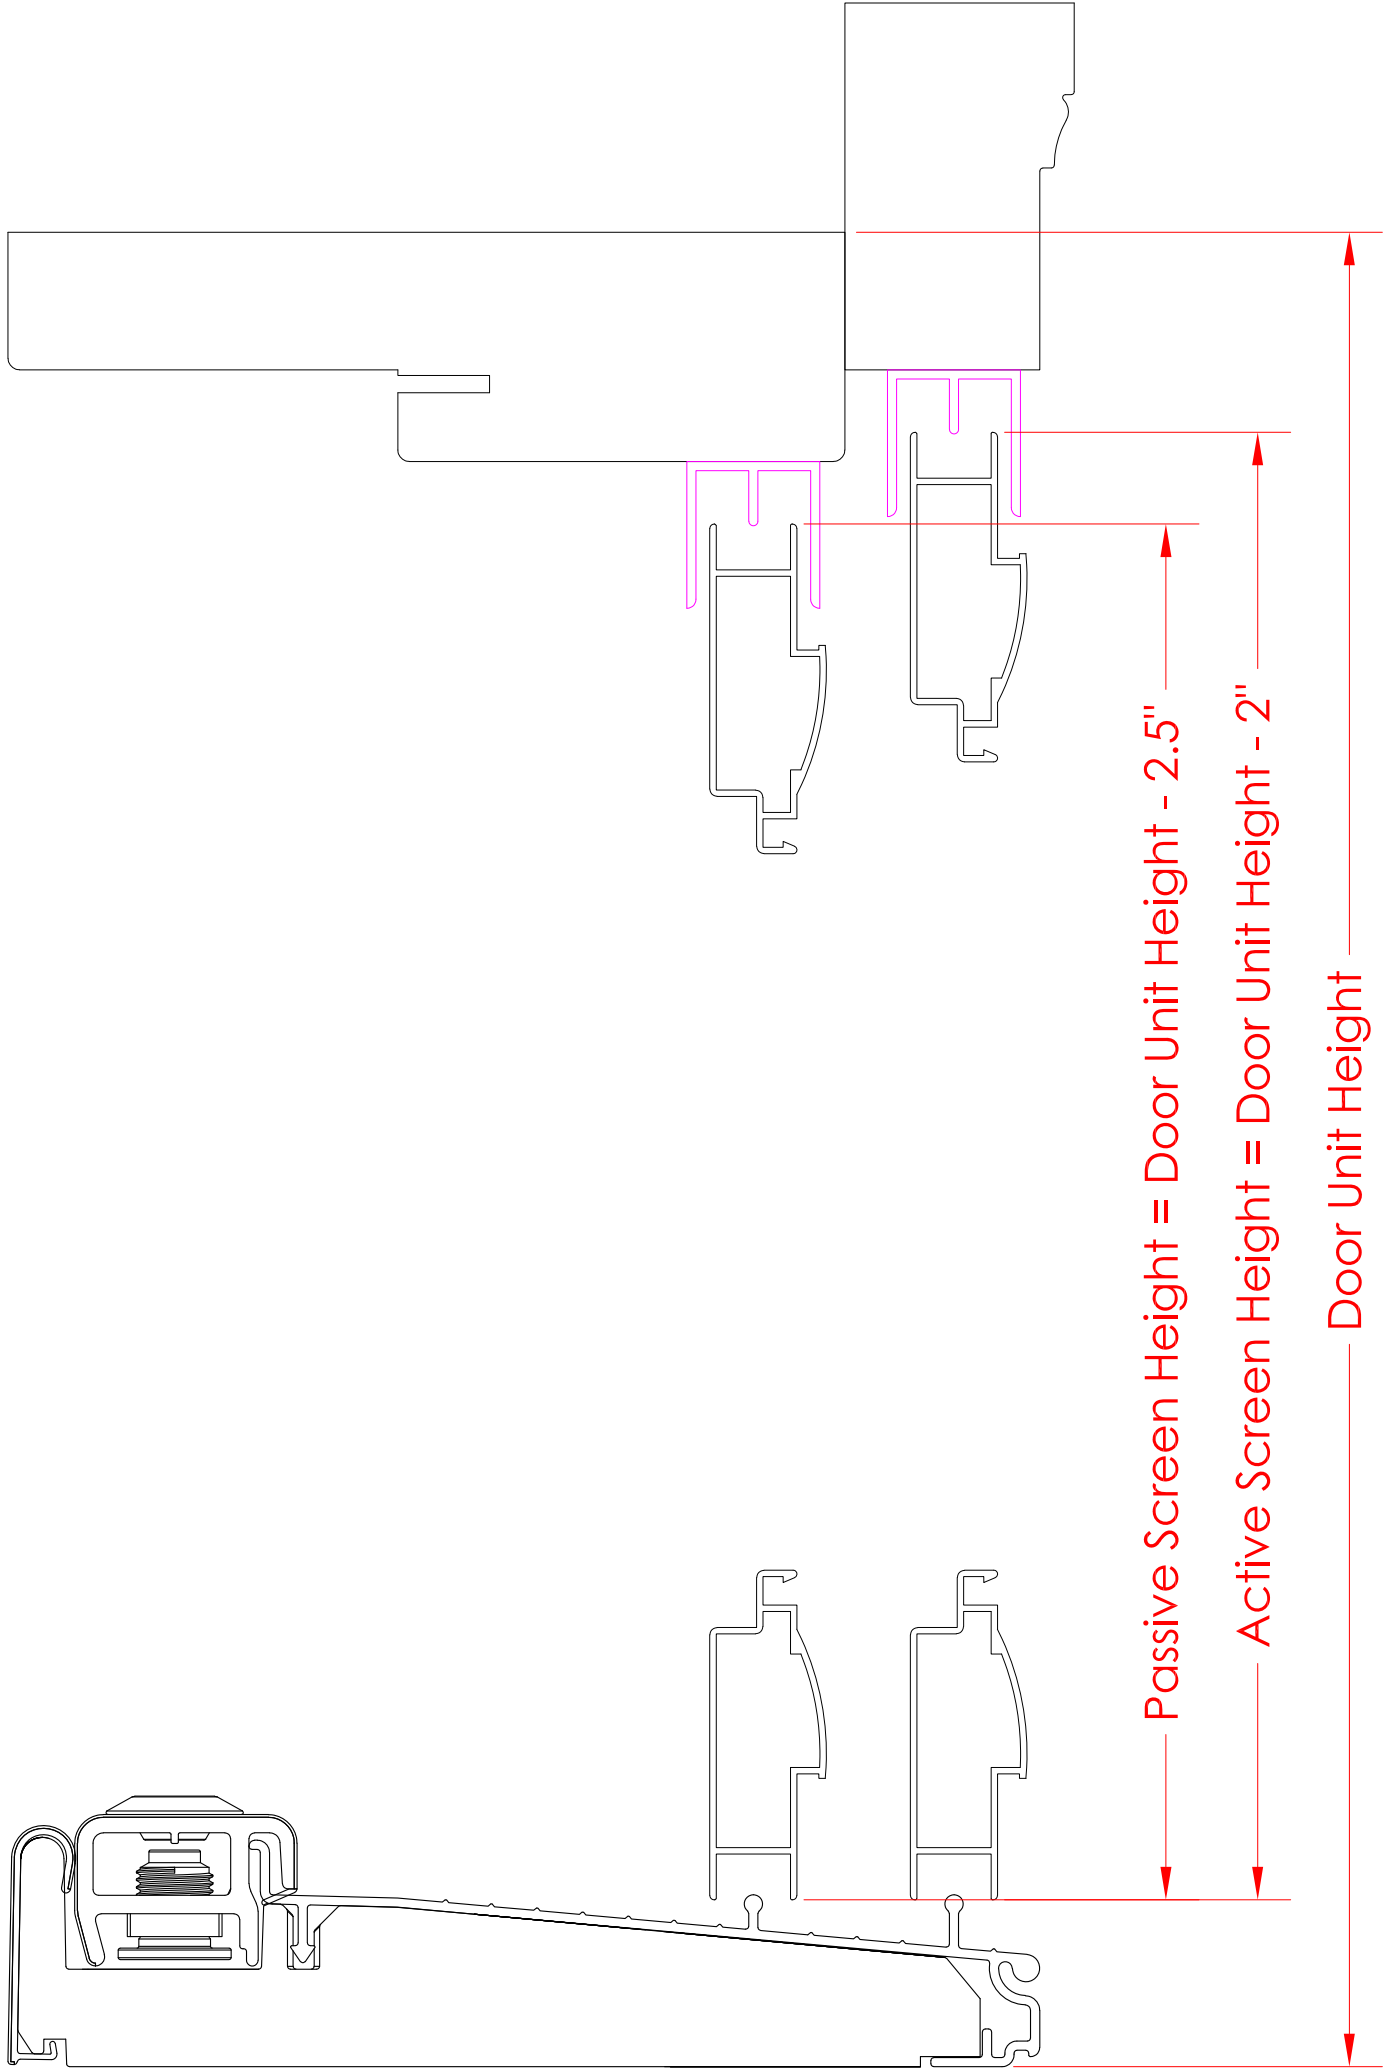 Passive Screen Height = Door Unit Height - 2.5"
Active Screen Height = Door Unit Height - 2"
Door Unit Height